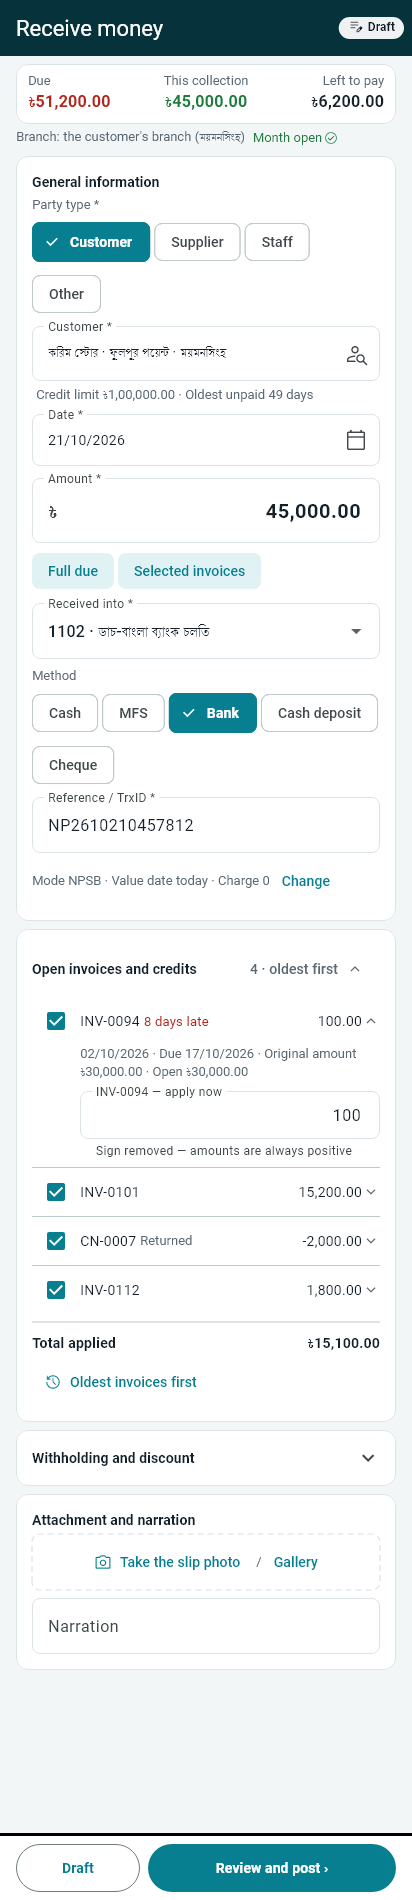 Receive money
Draft
Due This collection Left to pay
৳51,200.00 ৳45,000.00 ৳6,200.00
Branch: the customer's branch (ময়মনসিংহ) Month open
General information
Party type *
Customer Supplier Staff
Other
Customer *
করিম স্টোর · ফুলপুর পয়েন্ট · ময়মনসিংহ
Credit limit ৳1,00,000.00 · Oldest unpaid 49 days
Date *
21/10/2026
Amount *
৳ 45,000.00
Full due Selected invoices
Received into *
1102 · ডাচ-বাংলা ব্যাংক চলতি
Method
Cash MFS Bank Cash deposit
Cheque
Reference / TrxID *
NP2610210457812
Mode NPSB · Value date today · Charge 0 Change
Open invoices and credits 4 · oldest first
INV-0094 8 days late 100.00
02/10/2026 · Due 17/10/2026 · Original amount
৳30,000.00 · Open ৳30,000.00
INV-0094 — apply now
100
Sign removed — amounts are always positive
INV-0101 15,200.00
CN-0007 Returned -2,000.00
INV-0112 1,800.00
Total applied ৳15,100.00
Oldest invoices first
Withholding and discount
Attachment and narration
Take the slip photo / Gallery
Narration
Draft Review and post ›